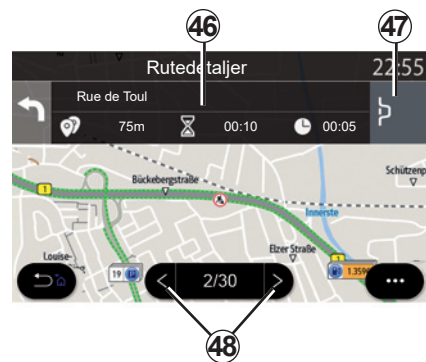 46
47
Rutedetaljer
22:55
Rue de Toul
75m
00:10
00:05
Schützenp
Bückebergstraße
1
Innerste
Louise-
Elzer Straße
1
19
2/30
1.359
48